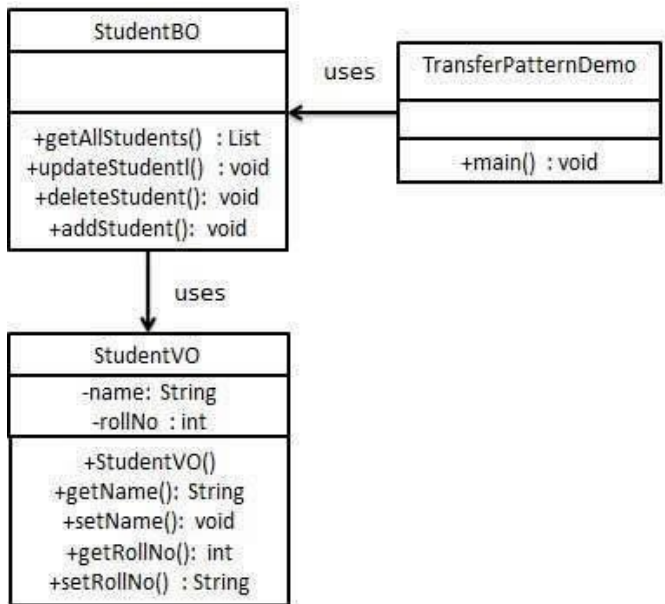 StudentBO
+getAllStudents() : List
+updateStudentl() : void
+deleteStudent(): void
+addStudent(): void
uses
TransferPatternDemo
+main() : void
uses
StudentVO
-name: String
-rollNo : int
+StudentVO()
+getName(): String
+setName(): void
+getRollNo(): int
+setRollNo() : String